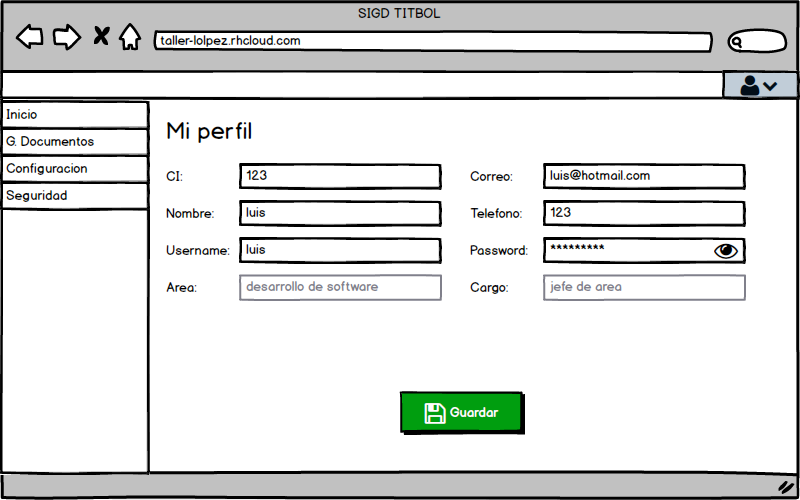 SIGD TITBOL
taller-lolpez.rhcloud.com
Inicio
G. Documentos
Configuracion
Seguridad
Mi perfil
CI: 123 Correo: luis@hotmail.com
Nombre: luis Telefono: 123
Username: luis Password: *********
Area: desarrollo de software Cargo: jefe de area
Guardar